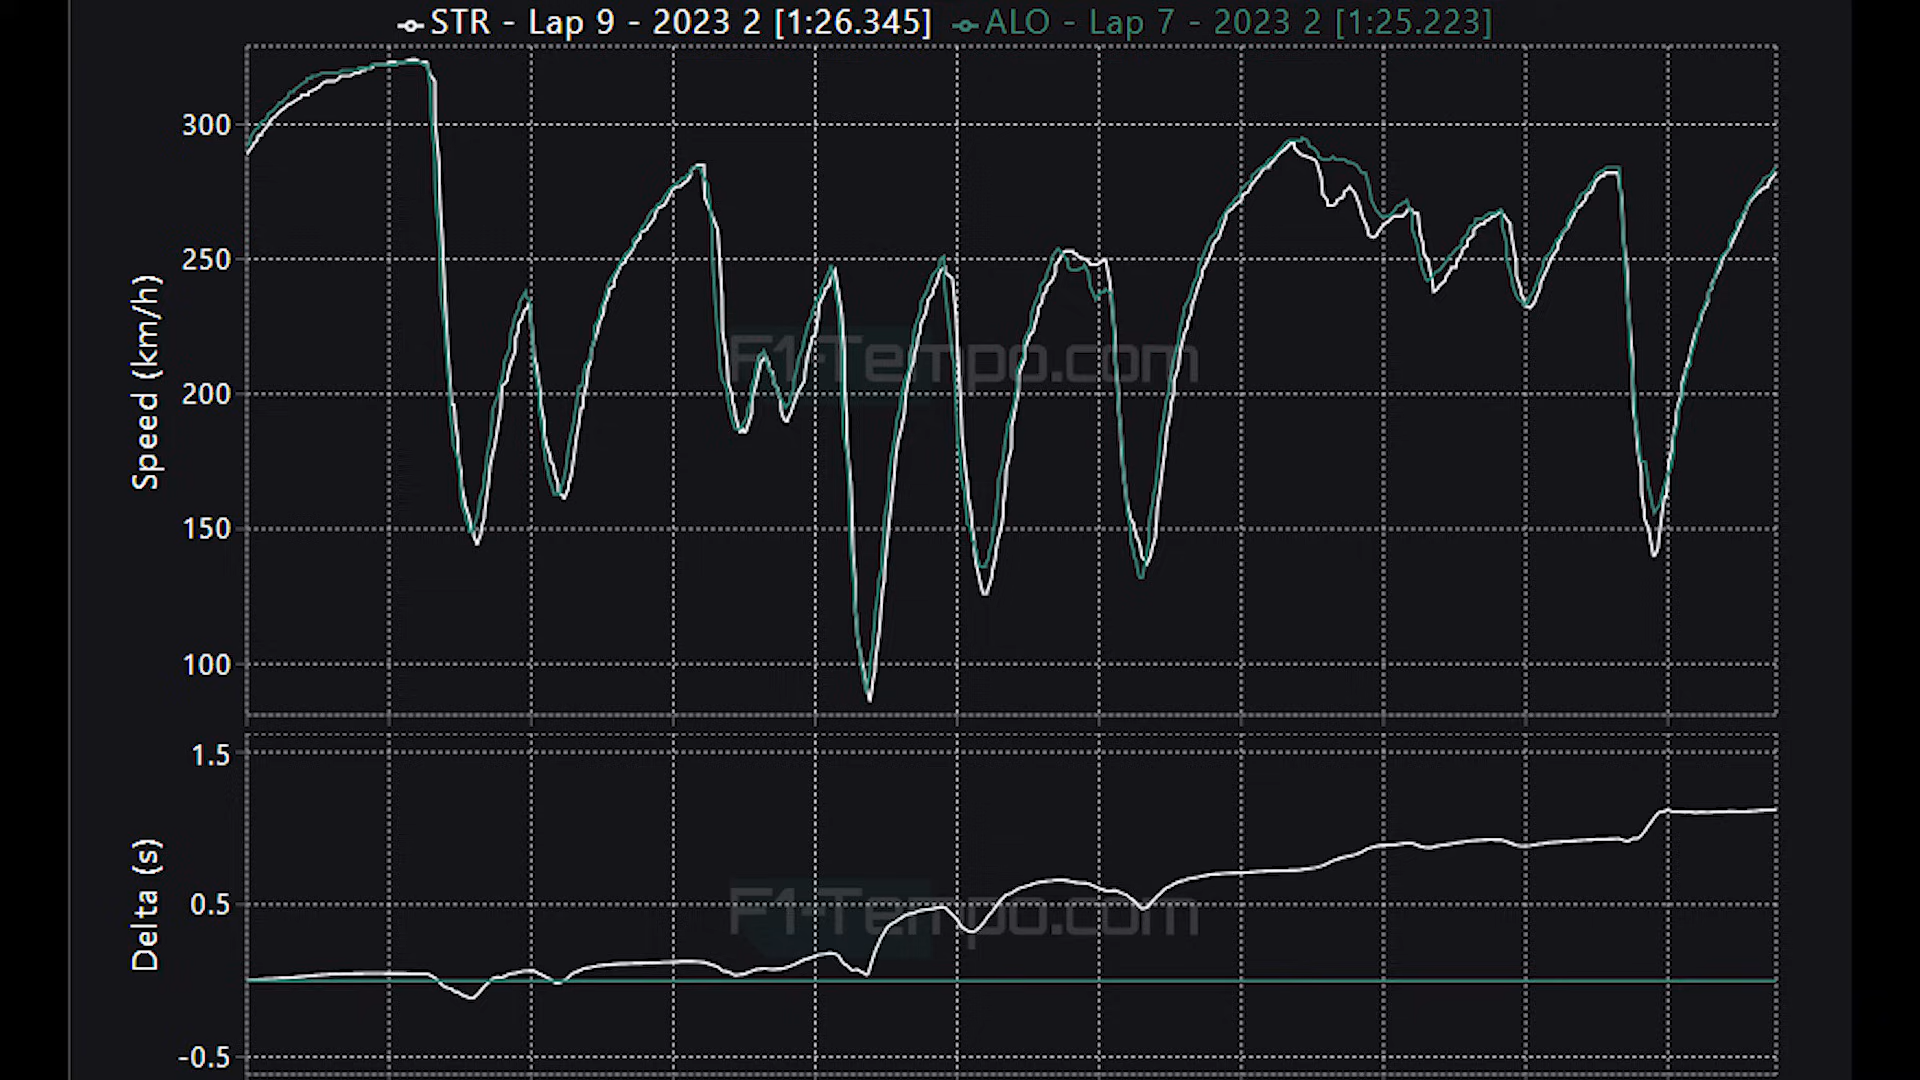 STR - Lap 9 - 2023 2 [1:26.345] ALO - Lap 7 - 2023 2 [1:25.223]
300
250
200
150
100
Speed (km/h)
F1-Tempo.com
1.5
0.5
-0.5
Delta (s)
F1-Tempo.com